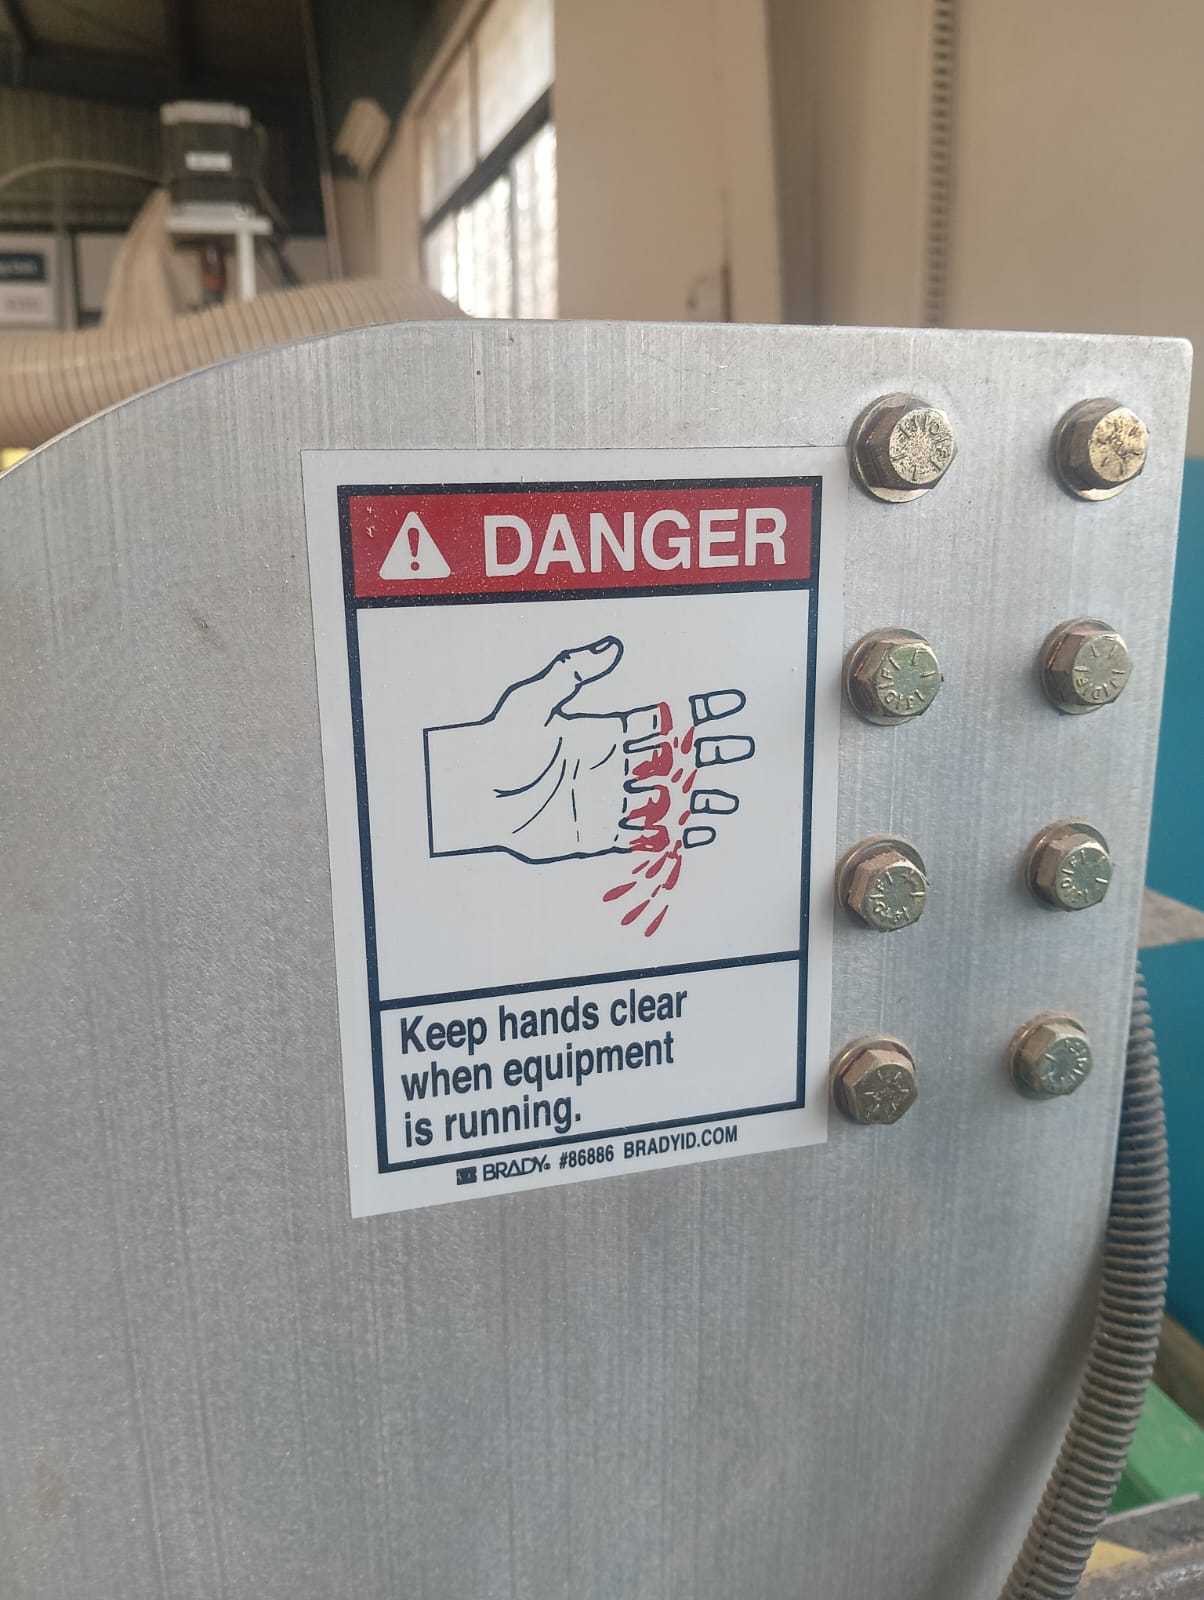 DANGER
Keep hands clear
when equipment
is running.
BRADY® #86886 BRADYID.COM